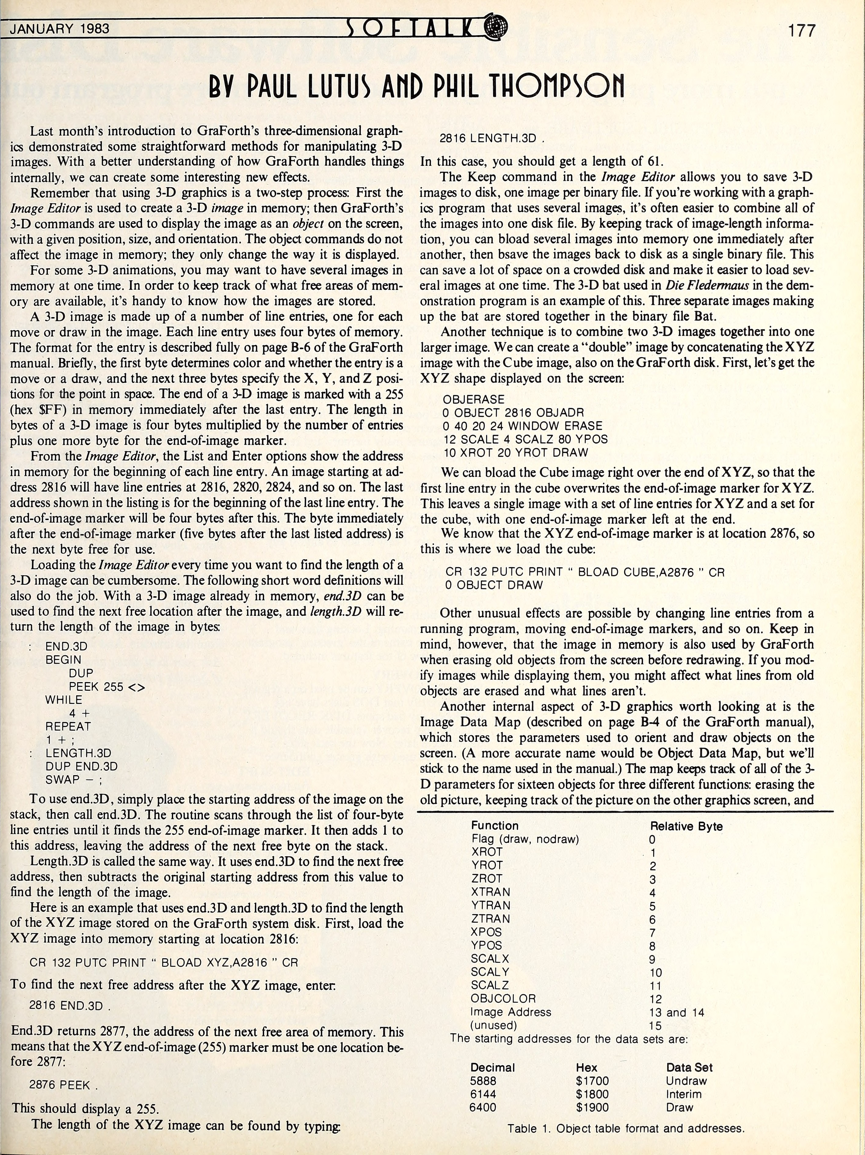 JANUARY 1983
SOFTALK
177
BY PAUL LUTUS AND PHIL THOMPSON
Last month's introduction to GraForth's three-dimensional graph-
ics demonstrated some straightforward methods for manipulating 3-D
images. With a better understanding of how GraForth handles things
internally, we can create some interesting new effects.
Remember that using 3-D graphics is a two-step process: First the
Image Editor is used to create a 3-D image in memory; then GraForth's
3-D commands are used to display the image as an object on the screen,
with a given position, size, and orientation. The object commands do not
affect the image in memory; they only change the way it is displayed.
For some 3-D animations, you may want to have several images in
memory at one time. In order to keep track of what free areas of mem-
ory are available, it's handy to know how the images are stored.
A 3-D image is made up of a number of line entries, one for each
move or draw in the image. Each line entry uses four bytes of memory.
The format for the entry is described fully on page B-6 of the GraForth
manual. Briefly, the first byte determines color and whether the entry is a
move or a draw, and the next three bytes specify the X, Y, and Z posi-
tions for the point in space. The end of a 3-D image is marked with a 255
(hex $FF) in memory immediately after the last entry. The length in
bytes of a 3-D image is four bytes multiplied by the number of entries
plus one more byte for the end-of-image marker.
From the Image Editor, the List and Enter options show the address
in memory for the beginning of each line entry. An image starting at ad-
dress 2816 will have line entries at 2816, 2820, 2824, and so on. The last
address shown in the listing is for the beginning of the last line entry. The
end-of-image marker will be four bytes after this. The byte immediately
after the end-of-image marker (five bytes after the last listed address) is
the next byte free for use.
Loading the Image Editor every time you want to find the length of a
3-D image can be cumbersome. The following short word definitions will
also do the job. With a 3-D image already in memory, end.3D can be
used to find the next free location after the image, and length.3D will re-
turn the length of the image in bytes:
: END.3D
BEGIN
DUP
PEEK 255 <>
WHILE
4 +
REPEAT
1 + ;
: LENGTH.3D
DUP END.3D
SWAP – ;
To use end.3D, simply place the starting address of the image on the
stack, then call end.3D. The routine scans through the list of four-byte
line entries until it finds the 255 end-of-image marker. It then adds 1 to
this address, leaving the address of the next free byte on the stack.
Length.3D is called the same way. It uses end.3D to find the next free
address, then subtracts the original starting address from this value to
find the length of the image.
Here is an example that uses end.3D and length.3D to find the length
of the XYZ image stored on the GraForth system disk. First, load the
XYZ image into memory starting at location 2816:
CR 132 PUTC PRINT " BLOAD XYZ,A2816 " CR
To find the next free address after the XYZ image, enter:
2816 END.3D .
End.3D returns 2877, the address of the next free area of memory. This
means that the XYZ end-of-image (255) marker must be one location be-
fore 2877:
2876 PEEK .
This should display a 255.
The length of the XYZ image can be found by typing:
2816 LENGTH.3D .
In this case, you should get a length of 61.
The Keep command in the Image Editor allows you to save 3-D
images to disk, one image per binary file. If you're working with a graph-
ics program that uses several images, it's often easier to combine all of
the images into one disk file. By keeping track of image-length informa-
tion, you can bload several images into memory one immediately after
another, then bsave the images back to disk as a single binary file. This
can save a lot of space on a crowded disk and make it easier to load sev-
eral images at one time. The 3-D bat used in Die Fledermaus in the dem-
onstration program is an example of this. Three separate images making
up the bat are stored together in the binary file Bat.
Another technique is to combine two 3-D images together into one
larger image. We can create a "double" image by concatenating the XYZ
image with the Cube image, also on the GraForth disk. First, let's get the
XYZ shape displayed on the screen:
OBJERASE
0 OBJECT 2816 OBJADR
0 40 20 24 WINDOW ERASE
12 SCALE 4 SCALZ 80 YPOS
10 XROT 20 YROT DRAW
We can bload the Cube image right over the end of XYZ, so that the
first line entry in the cube overwrites the end-of-image marker for XYZ.
This leaves a single image with a set of line entries for XYZ and a set for
the cube, with one end-of-image marker left at the end.
We know that the XYZ end-of-image marker is at location 2876, so
this is where we load the cube:
CR 132 PUTC PRINT " BLOAD CUBE,A2876 " CR
0 OBJECT DRAW
Other unusual effects are possible by changing line entries from a
running program, moving end-of-image markers, and so on. Keep in
mind, however, that the image in memory is also used by GraForth
when erasing old objects from the screen before redrawing. If you mod-
ify images while displaying them, you might affect what lines from old
objects are erased and what lines aren't.
Another internal aspect of 3-D graphics worth looking at is the
Image Data Map (described on page B-4 of the GraForth manual),
which stores the parameters used to orient and draw objects on the
screen. (A more accurate name would be Object Data Map, but we'll
stick to the name used in the manual.) The map keeps track of all of the 3-
D parameters for sixteen objects for three different functions: erasing the
old picture, keeping track of the picture on the other graphics screen, and
Function Relative Byte
Flag (draw, nodraw) 0
XROT 1
YROT 2
ZROT 3
XTRAN 4
YTRAN 5
ZTRAN 6
XPOS 7
YPOS 8
SCALX 9
SCALY 10
SCALZ 11
OBJCOLOR 12
Image Address 13 and 14
(unused) 15
The starting addresses for the data sets are:
Decimal Hex Data Set
5888 $1700 Undraw
6144 $1800 Interim
6400 $1900 Draw
Table 1. Object table format and addresses.